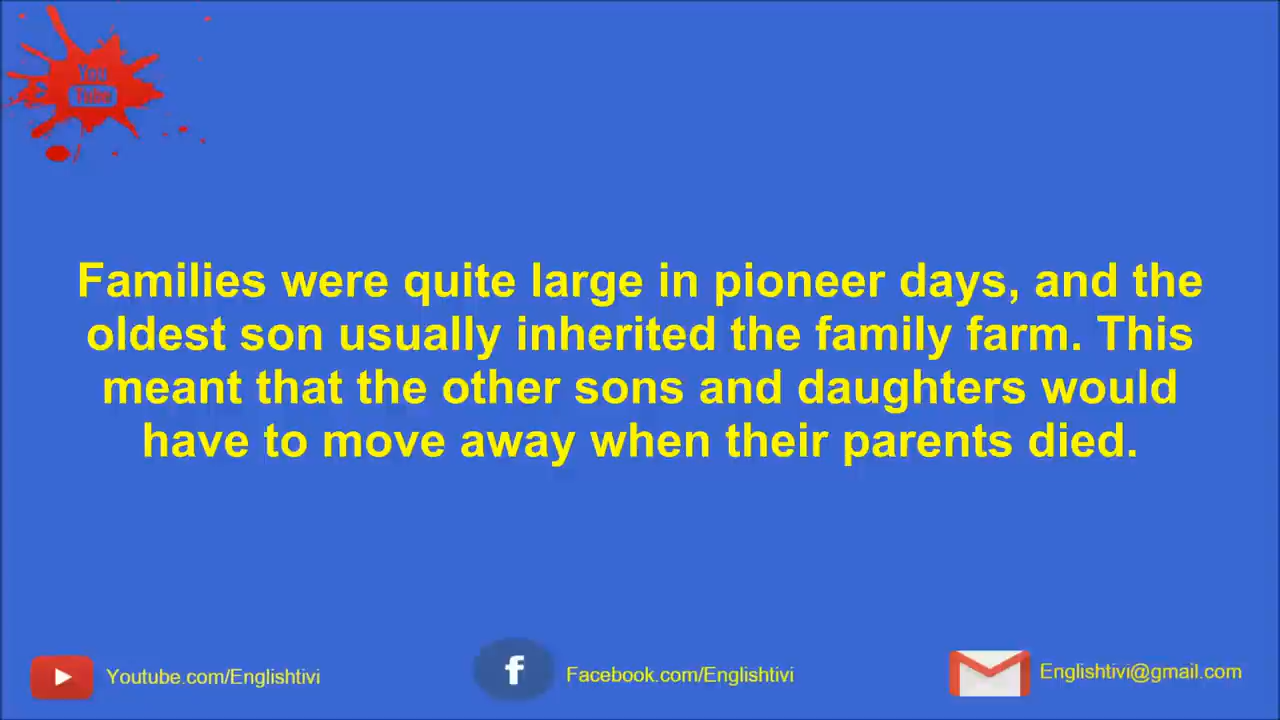 You
Tube
Families were quite large in pioneer days, and the
oldest son usually inherited the family farm. This
meant that the other sons and daughters would
have to move away when their parents died.
Youtube.com/Englishtivi
f
Facebook.com/Englishtivi
Englishtivi@gmail.com